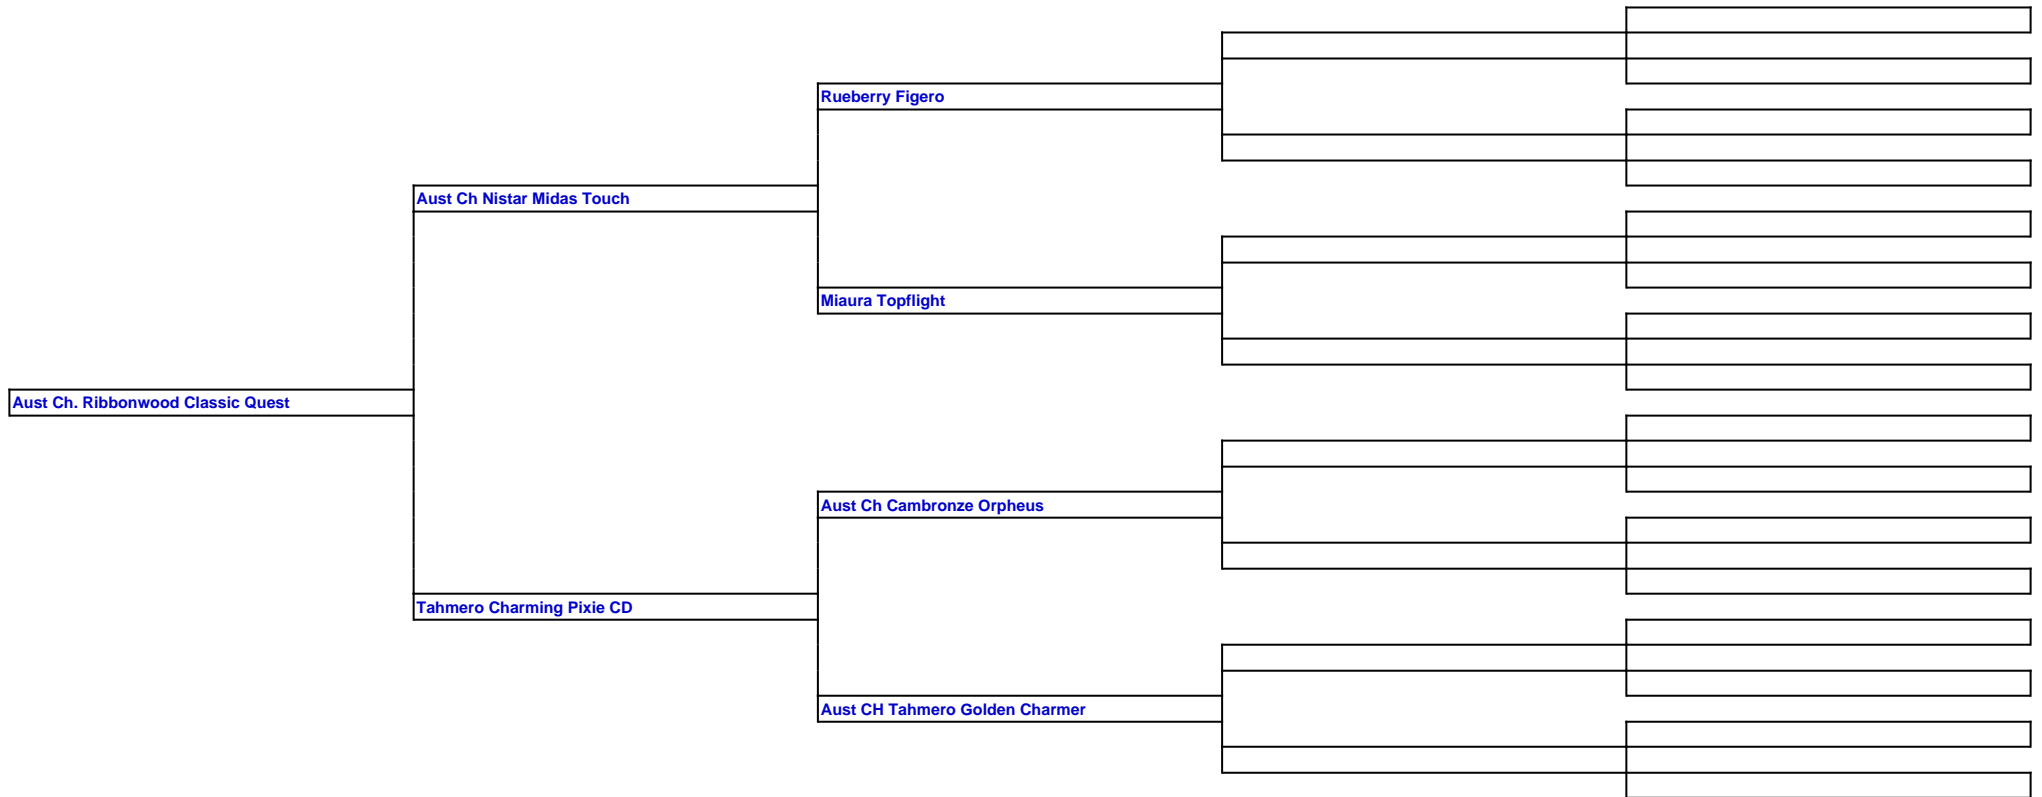 Rueberry Figero
Aust Ch Nistar Midas Touch
Miaura Topflight
Aust Ch. Ribbonwood Classic Quest
Aust Ch Cambronze Orpheus
Tahmero Charming Pixie CD
Aust CH Tahmero Golden Charmer